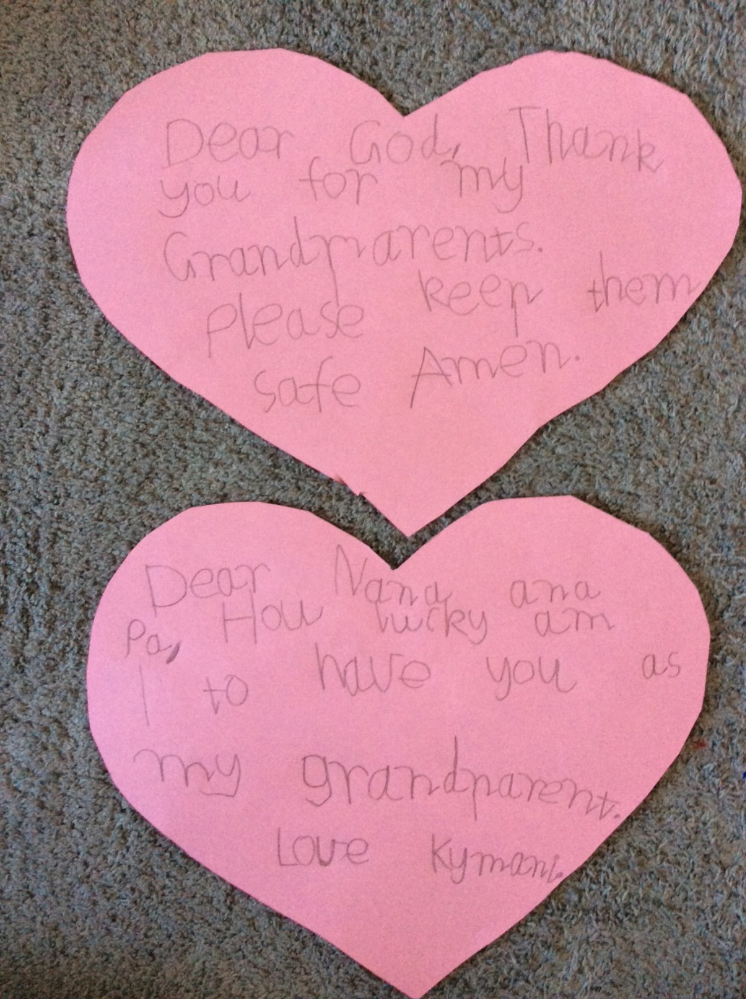 Dear God, Thank
you for my
Grandparents.
please keep them
safe Amen.
Dear Nana ana
Pa, How lucky am
I to have you as
my grandparent.
Love Kymani.